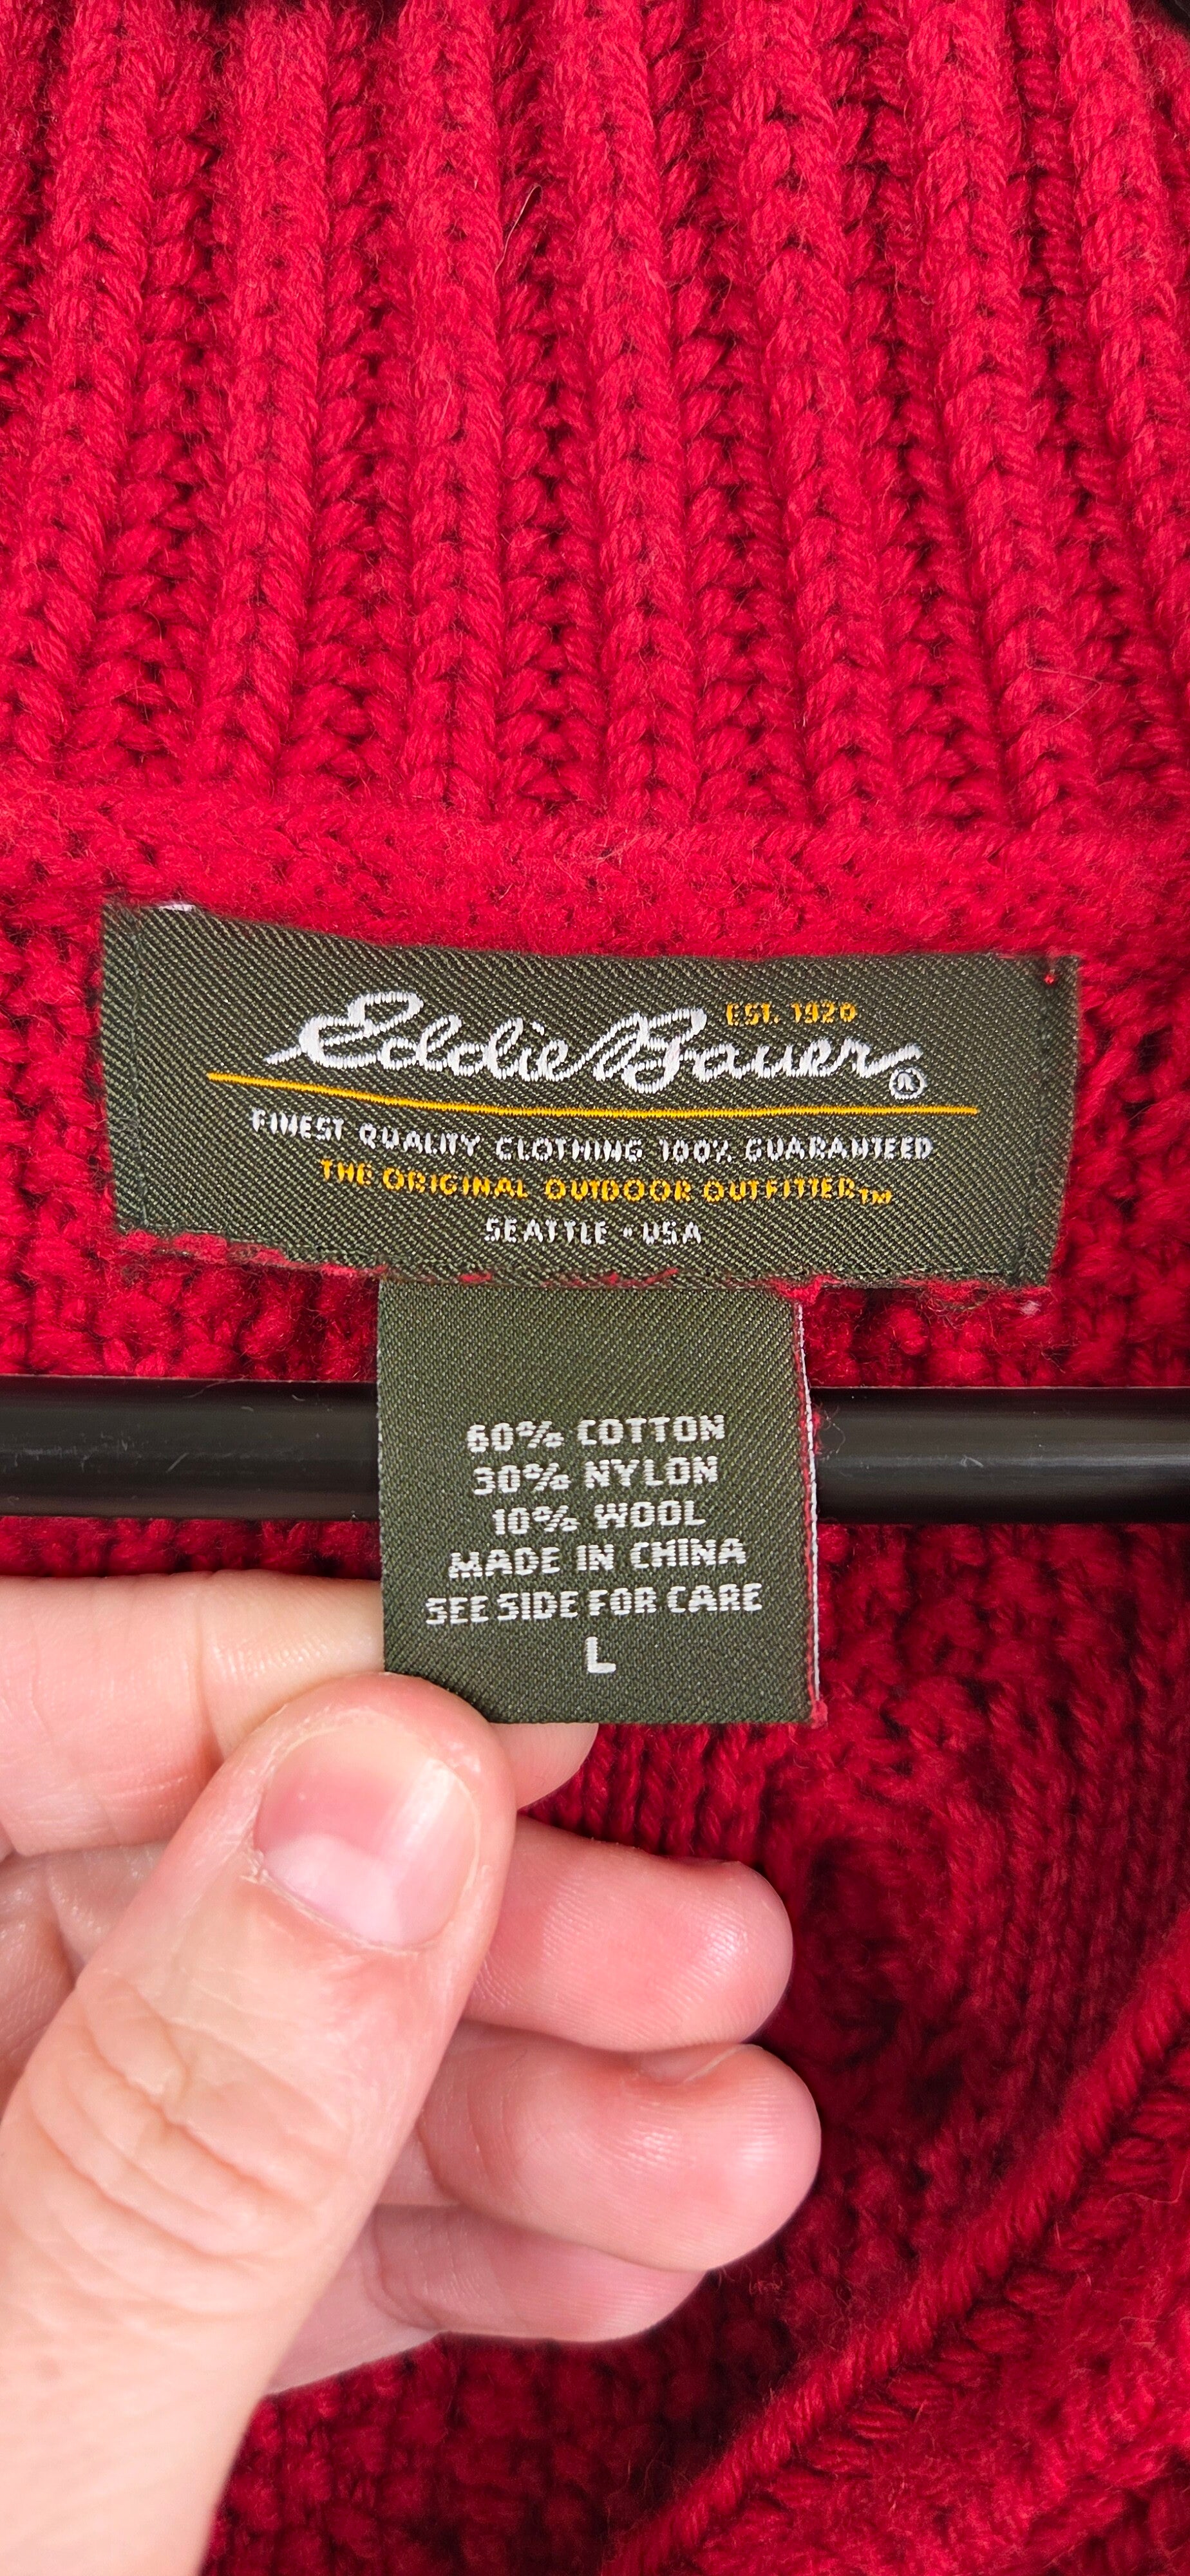 EST. 1920
Eddie Bauer®
FINEST QUALITY CLOTHING 100% GUARANTEED
THE ORIGINAL OUTDOOR OUTFITTER™
SEATTLE • USA
60% COTTON
30% NYLON
10% WOOL
MADE IN CHINA
SEE SIDE FOR CARE
L